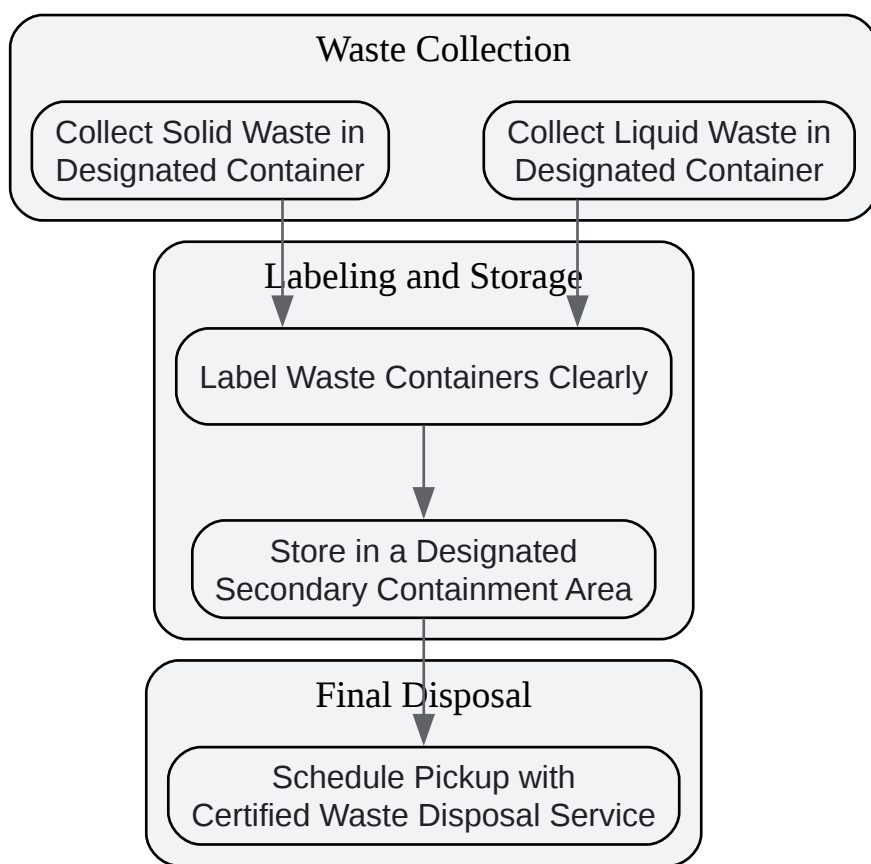 Waste Collection
Collect Solid Waste in
Designated Container
Collect Liquid Waste in
Designated Container
Labeling and Storage
Label Waste Containers Clearly
Store in a Designated
Secondary Containment Area
Final Disposal
Schedule Pickup with
Certified Waste Disposal Service